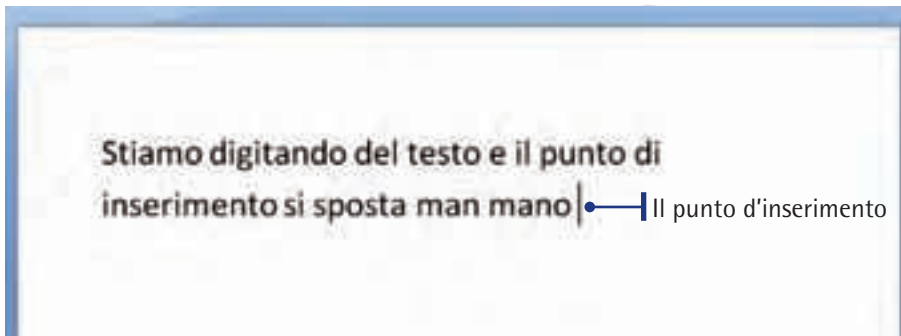 Stiamo digitando del testo e il punto di
inserimento si sposta man mano
Il punto d'inserimento